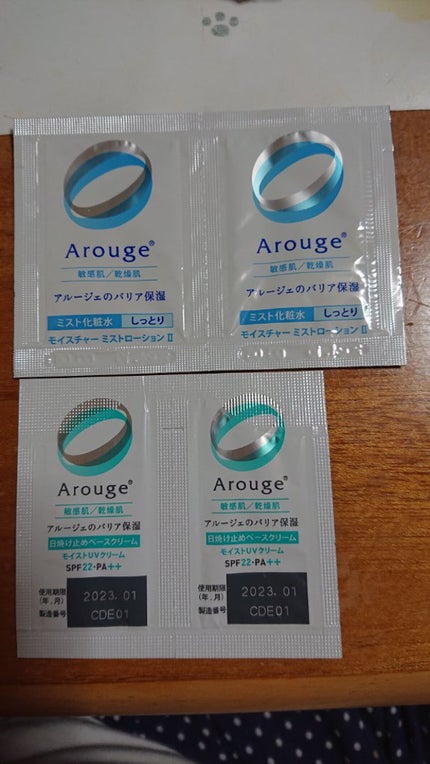 Arouge®
敏感肌／乾燥肌
アルージェのバリア保湿
ミスト化粧水 しっとり
モイスチャー ミストローション Ⅱ
Arouge®
敏感肌／乾燥肌
アルージェのバリア保湿
ミスト化粧水 しっとり
モイスチャー ミストローション Ⅱ
Arouge®
敏感肌／乾燥肌
アルージェのバリア保湿
日焼け止めベースクリーム
モイストUVクリーム
SPF22・PA++
使用期限
(年,月)
2023.01
製造番号
CDE01
Arouge®
敏感肌／乾燥肌
アルージェのバリア保湿
日焼け止めベースクリーム
モイストUVクリーム
SPF22・PA++
使用期限
(年,月)
2023.01
製造番号
CDE01